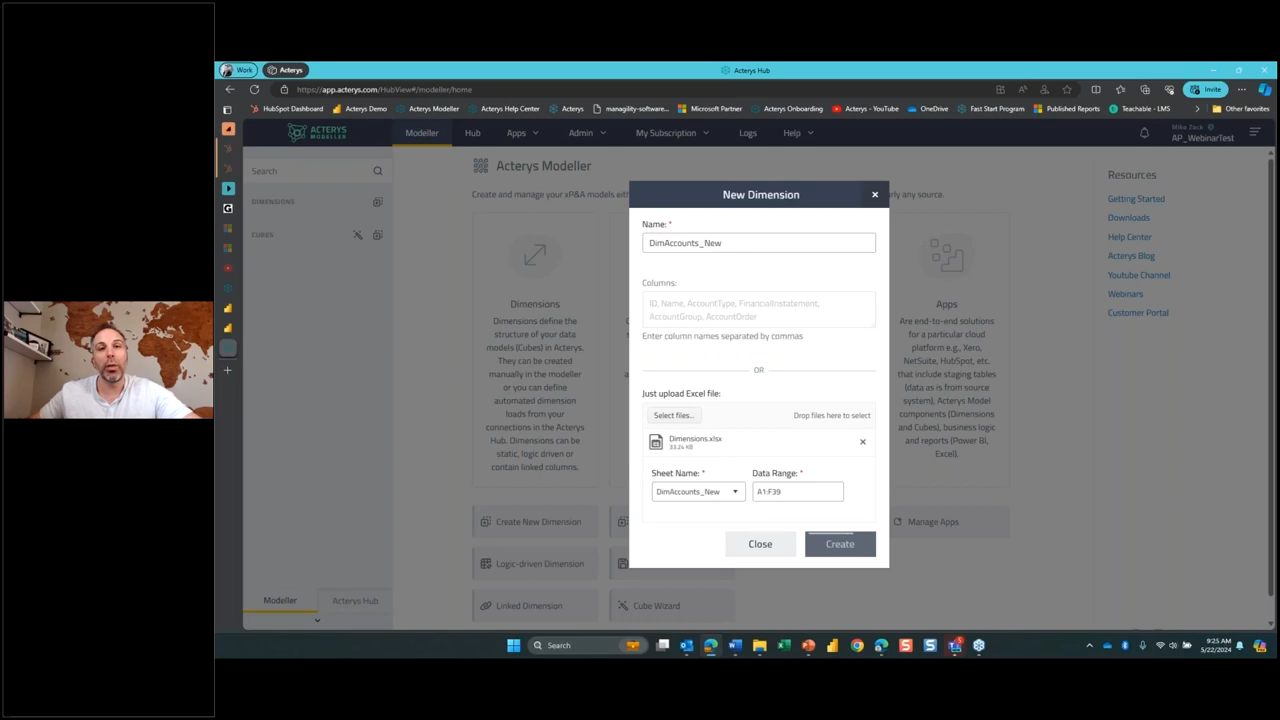 Work
Acterys
Acterys Hub
https://app.acterys.com/HubView#/modeller/home
Invite
HubSpot Dashboard
Acterys Demo
Acterys Modeller
Acterys Help Center
Acterys
managility-software...
Microsoft Partner
Acterys Onboarding
Acterys - YouTube
OneDrive
Fast Start Program
Published Reports
Teachable - LMS
Other favorites
ACTERYS
MODELLER
Modeller
Hub
Apps
Admin
My Subscription
Logs
Help
Mike Zack
AP_WebinarTest
Search
DIMENSIONS
CUBES
Modeller
Acterys Hub
Acterys Modeller
Create and manage your xP&A models eith
rly any source.
Dimensions
Dimensions define the
structure of your data
models (Cubes) in Acterys.
They can be created
manually in the modeller
or you can define
automated dimension
loads from your
connections in the
Acterys Hub. Dimensions
can be static, logic driven or
contain linked columns.
Create New Dimension
Logic-driven Dimension
Linked Dimension
Cube Wizard
New Dimension
Name: *
DimAccounts_New
Columns:
ID, Name, AccountType, FinancialInstatement,
AccountGroup, AccountOrder
Enter column names separated by commas
OR
Just upload Excel file:
Select files...
Drop files here to select
Dimensions.xlsx
33.24 KB
Sheet Name: *
Data Range: *
DimAccounts_New
A1:F39
Close
Create
Apps
Are end-to-end solutions
for a particular cloud
platform e.g., Xero,
NetSuite, HubSpot, etc.
that include staging tables
(data as is from source
system), Acterys Model
components (Dimensions
and Cubes), business logic
and reports (Power BI,
Excel).
Manage Apps
Resources
Getting Started
Downloads
Help Center
Acterys Blog
Youtube Channel
Webinars
Customer Portal
Search
9:25 AM
5/22/2024